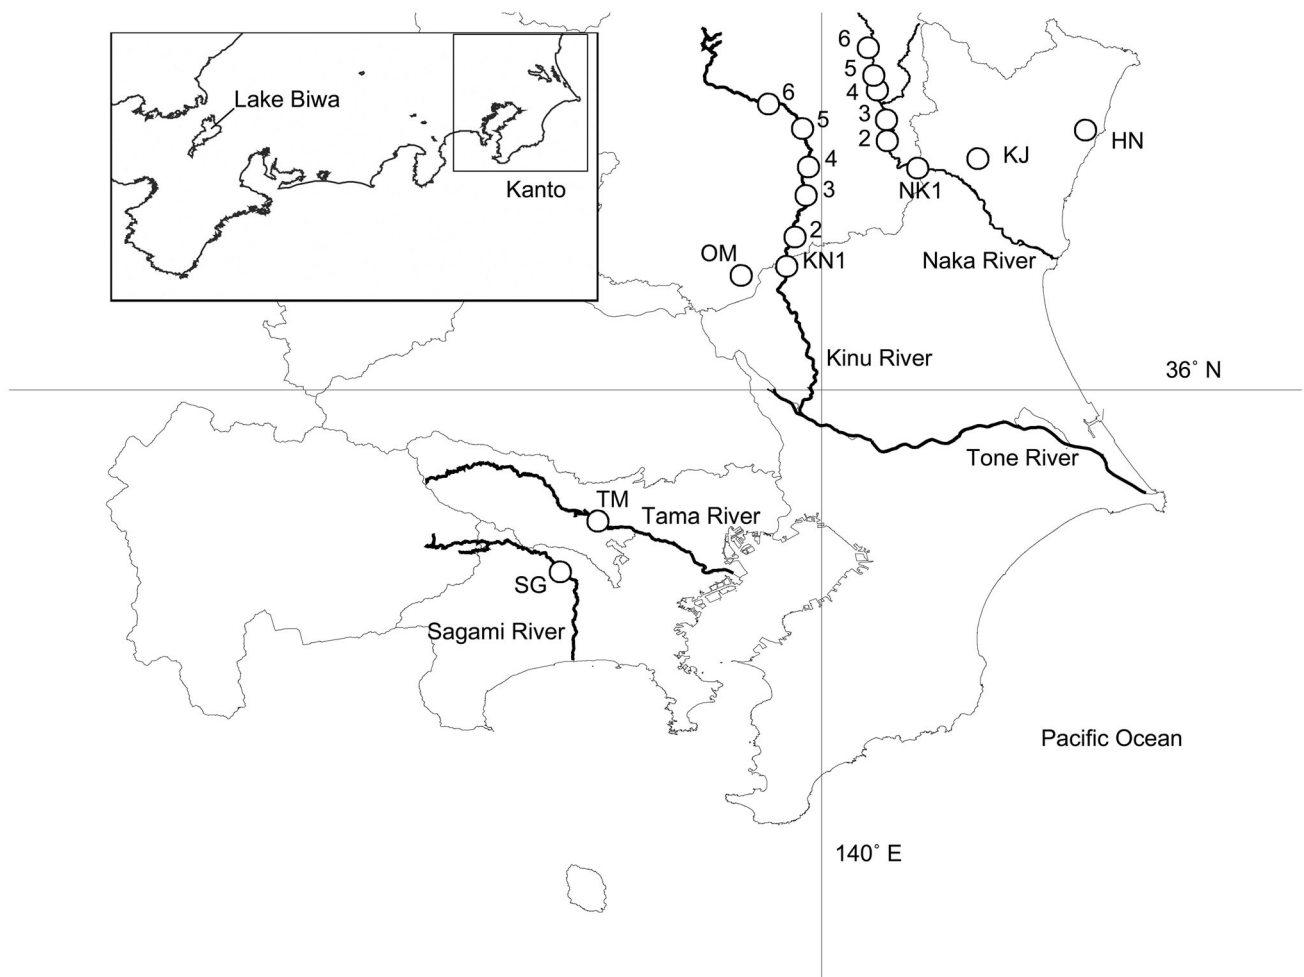 Lake Biwa
Kanto
6
5
4
3
2
KN1
OM
6
5
4
3
2
NK1
KJ
HN
Naka River
Kinu River
36° N
Tone River
TM
Tama River
SG
Sagami River
Pacific Ocean
140° E